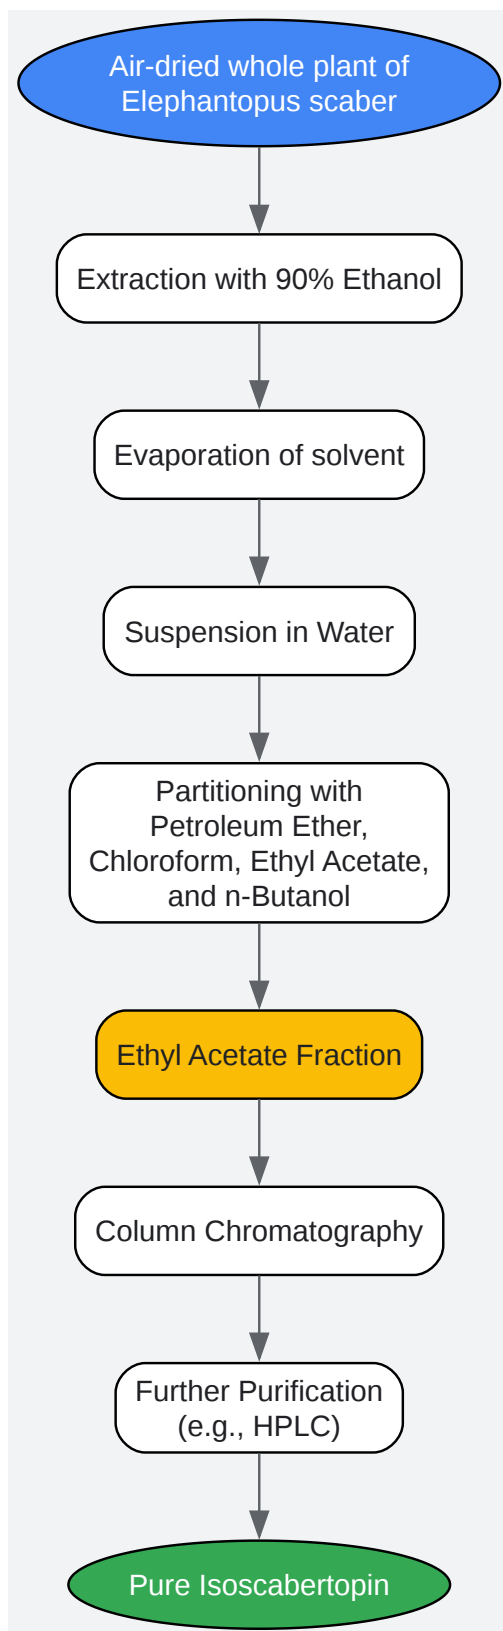 Air-dried whole plant of
Elephantopus scaber
Extraction with 90% Ethanol
Evaporation of solvent
Suspension in Water
Partitioning with
Petroleum Ether,
Chloroform, Ethyl Acetate,
and n-Butanol
Ethyl Acetate Fraction
Column Chromatography
Further Purification
(e.g., HPLC)
Pure Isoscabertopin